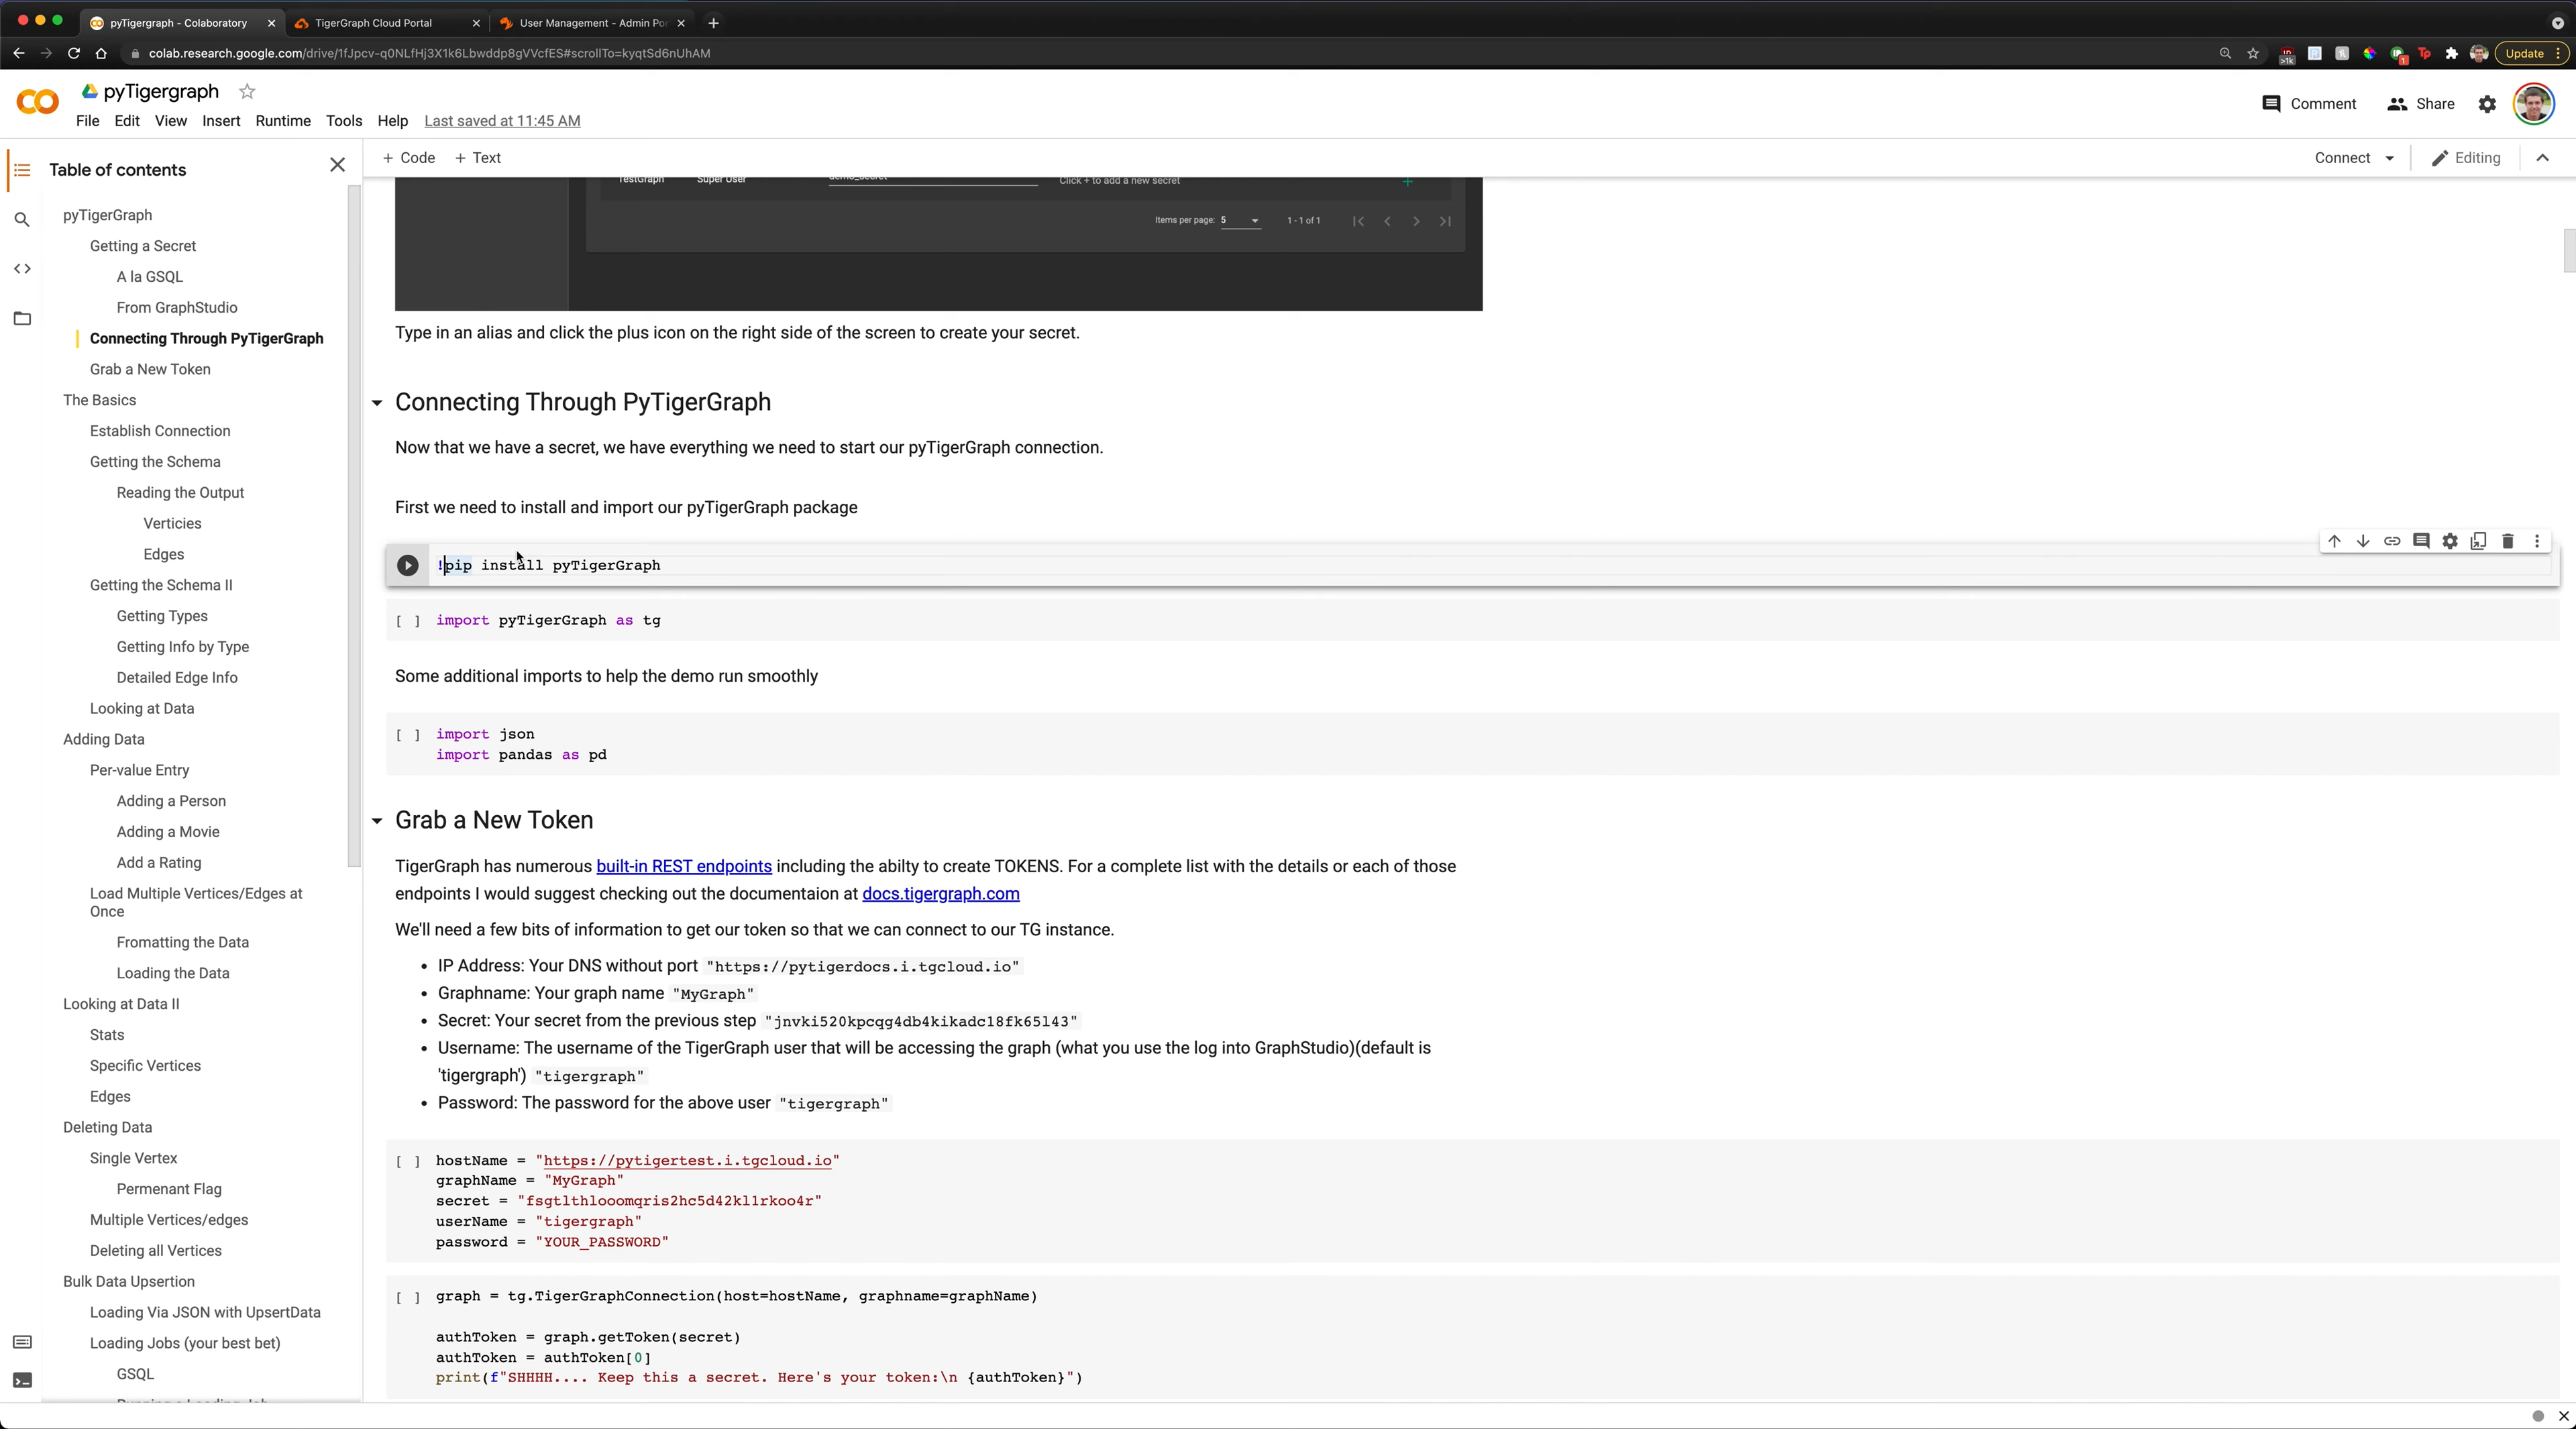 pyTigergraph - Colaboratory
TigerGraph Cloud Portal
User Management - Admin Por
colab.research.google.com/drive/1fJpcv-q0NLfHj3X1k6Lbwddp8gVVcfES#scrollTo=kyqtSd6nUhAM
>1k
1
Update
pyTigergraph
File Edit View Insert Runtime Tools Help Last saved at 11:45 AM
Comment
Share
+ Code + Text
Connect
Editing
Table of contents
pyTigerGraph
Getting a Secret
A la GSQL
From GraphStudio
Connecting Through PyTigerGraph
Grab a New Token
The Basics
Establish Connection
Getting the Schema
Reading the Output
Verticies
Edges
Getting the Schema II
Getting Types
Getting Info by Type
Detailed Edge Info
Looking at Data
Adding Data
Per-value Entry
Adding a Person
Adding a Movie
Add a Rating
Load Multiple Vertices/Edges at
Once
Fromatting the Data
Loading the Data
Looking at Data II
Stats
Specific Vertices
Edges
Deleting Data
Single Vertex
Permenant Flag
Multiple Vertices/edges
Deleting all Vertices
Bulk Data Upsertion
Loading Via JSON with UpsertData
Loading Jobs (your best bet)
GSQL
Running a Loading Job
TestGraph Super User demo_secret Click + to add a new secret
Items per page: 5 1 - 1 of 1
Type in an alias and click the plus icon on the right side of the screen to create your secret.
Connecting Through PyTigerGraph
Now that we have a secret, we have everything we need to start our pyTigerGraph connection.
First we need to install and import our pyTigerGraph package
!pip install pyTigerGraph
[ ] import pyTigerGraph as tg
Some additional imports to help the demo run smoothly
[ ] import json
import pandas as pd
Grab a New Token
TigerGraph has numerous built-in REST endpoints including the abilty to create TOKENS. For a complete list with the details or each of those
endpoints I would suggest checking out the documentaion at docs.tigergraph.com
We'll need a few bits of information to get our token so that we can connect to our TG instance.
• IP Address: Your DNS without port "https://pytigerdocs.i.tgcloud.io"
• Graphname: Your graph name "MyGraph"
• Secret: Your secret from the previous step "jnvki520kpcqg4db4kikadc18fk65l43"
• Username: The username of the TigerGraph user that will be accessing the graph (what you use the log into GraphStudio)(default is
'tigergraph') "tigergraph"
• Password: The password for the above user "tigergraph"
[ ] hostName = "https://pytigertest.i.tgcloud.io"
graphName = "MyGraph"
secret = "fsgtlthlooomqris2hc5d42kl1rkoo4r"
userName = "tigergraph"
password = "YOUR_PASSWORD"
[ ] graph = tg.TigerGraphConnection(host=hostName, graphname=graphName)
authToken = graph.getToken(secret)
authToken = authToken[0]
print(f"SHHHH.... Keep this a secret. Here's your token:\n {authToken}")